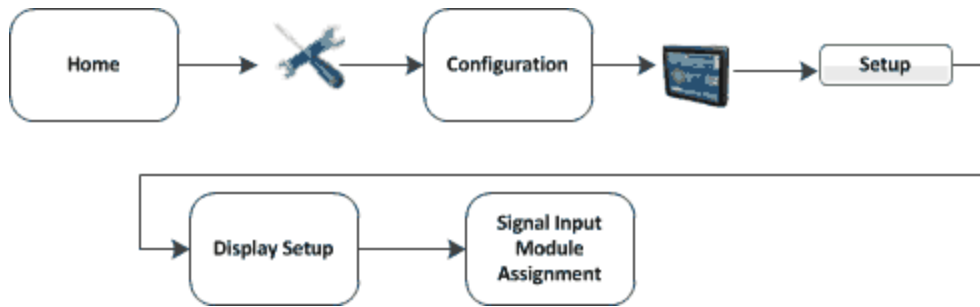 Home
Configuration
Setup
Display Setup
Signal Input
Module
Assignment